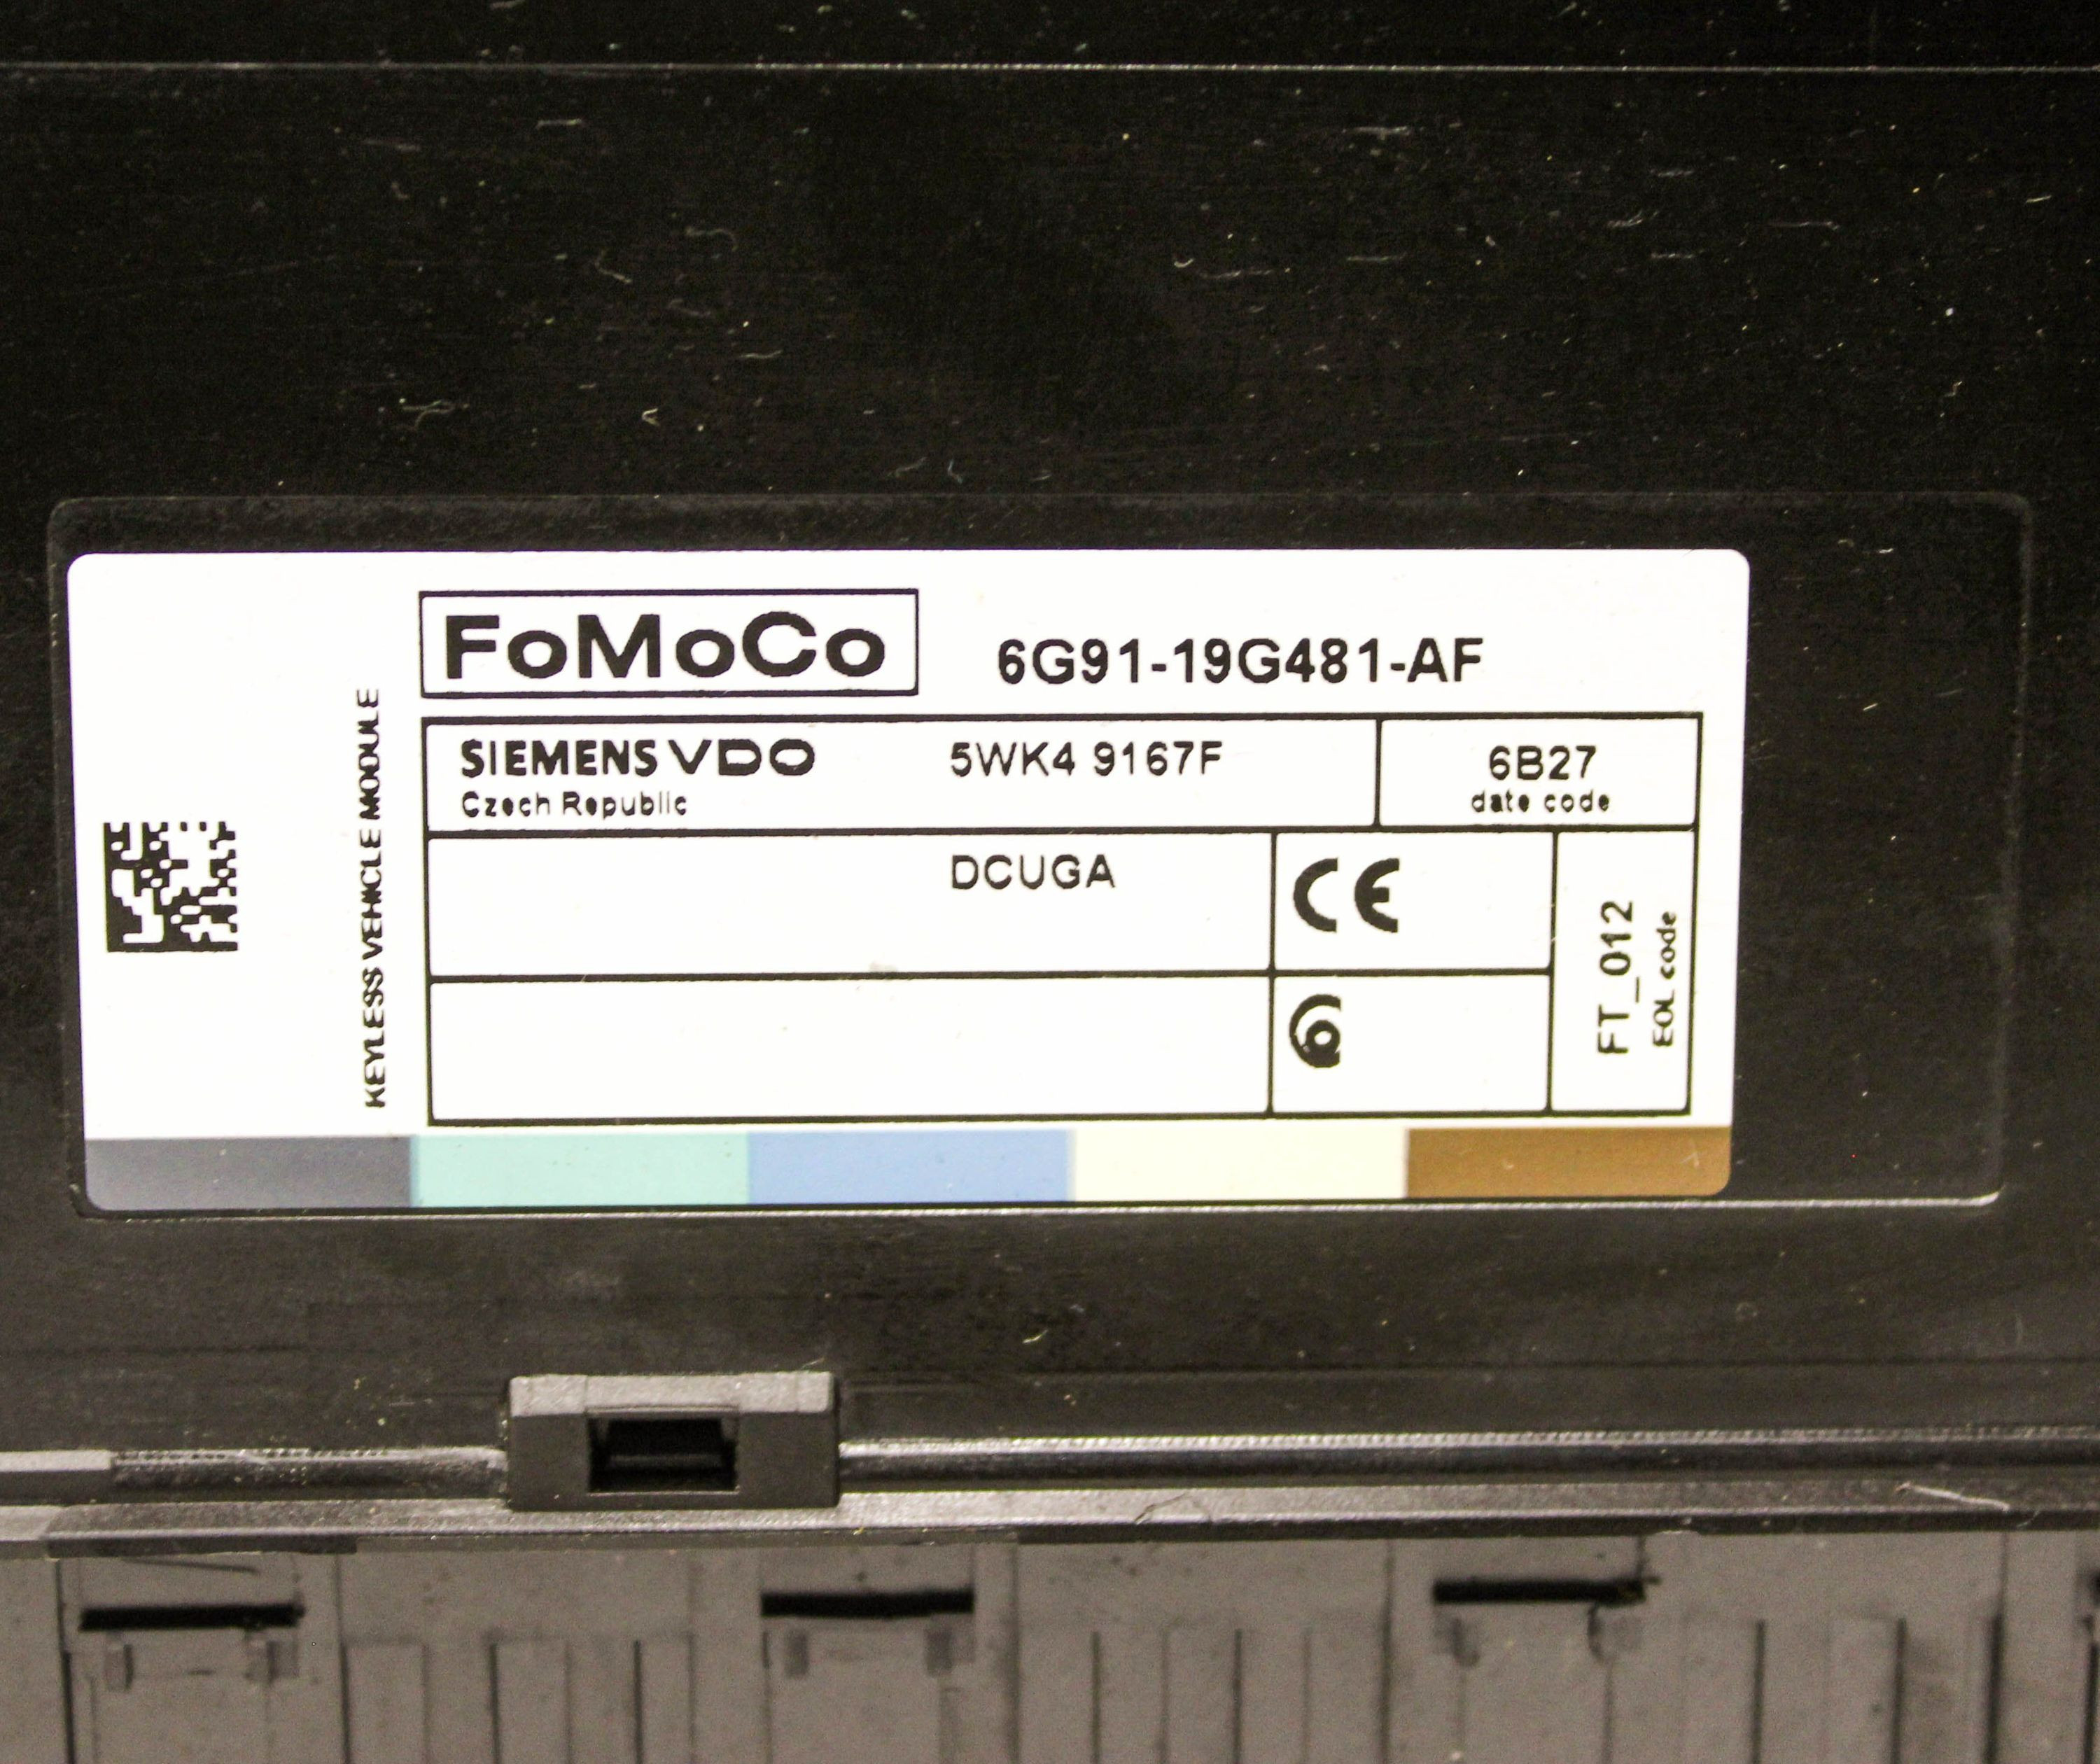 FoMoCo
6G91-19G481-AF
KEYLESS VEHICLE MODULE
SIEMENS VDO
5WK4 9167F
6B27
Czech Republic
date code
DCUGA
CE
FT_012
EOL code